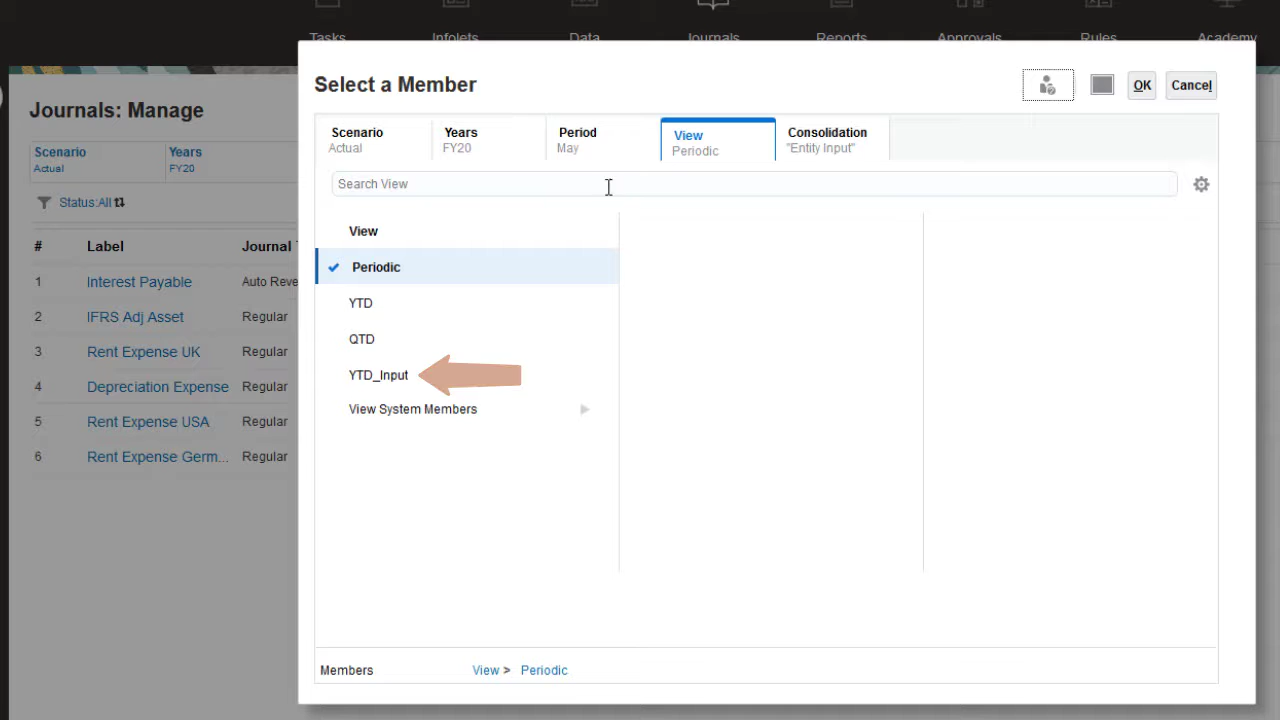 Tasks Infolets Data Journals Reports Approvals Rules Academy
Select a Member
OK Cancel
Journals: Manage
Scenario Years
Actual FY20
Status:All
# Label Journal
1 Interest Payable Auto Reve
2 IFRS Adj Asset Regular
3 Rent Expense UK Regular
4 Depreciation Expense Regular
5 Rent Expense USA Regular
6 Rent Expense Germ... Regular
Scenario Years Period View Consolidation
Actual FY20 May Periodic "Entity Input"
Search View
View
Periodic
YTD
QTD
YTD_Input
View System Members
Members View > Periodic